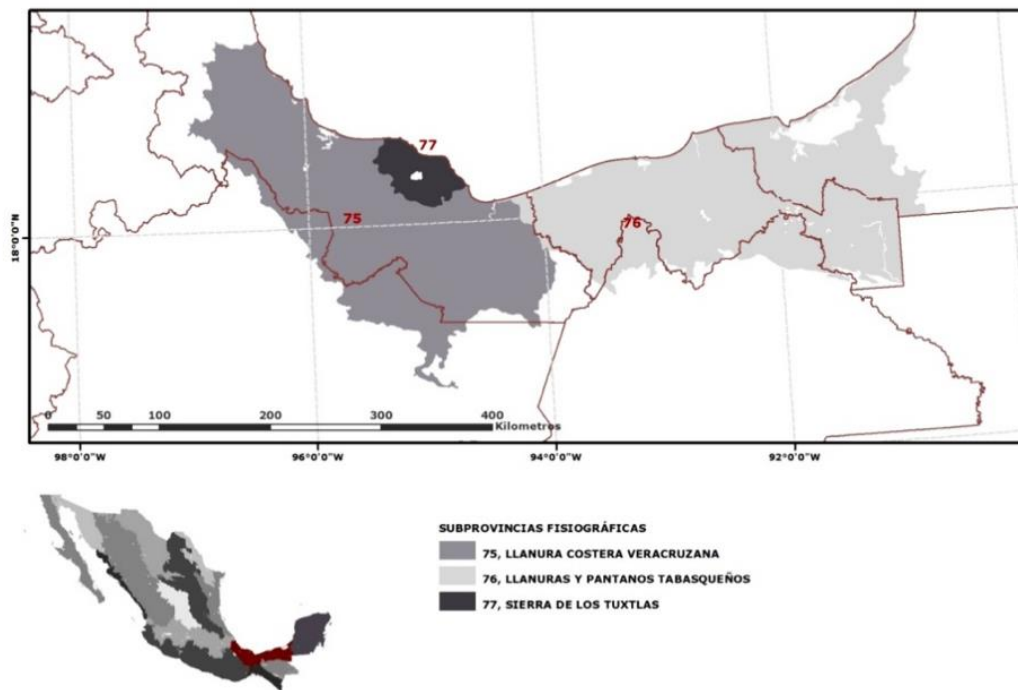 77
75
76
18°0'0"N
0 50 100 200 300 400
Kilometros
98°0'0"W 96°0'0"W 94°0'0"W 92°0'0"W
SUBPROVINCIAS FISIOGRÁFICAS
75, LLANURA COSTERA VERACRUZANA
76, LLANURAS Y PANTANOS TABASQUEÑOS
77, SIERRA DE LOS TUXTLAS